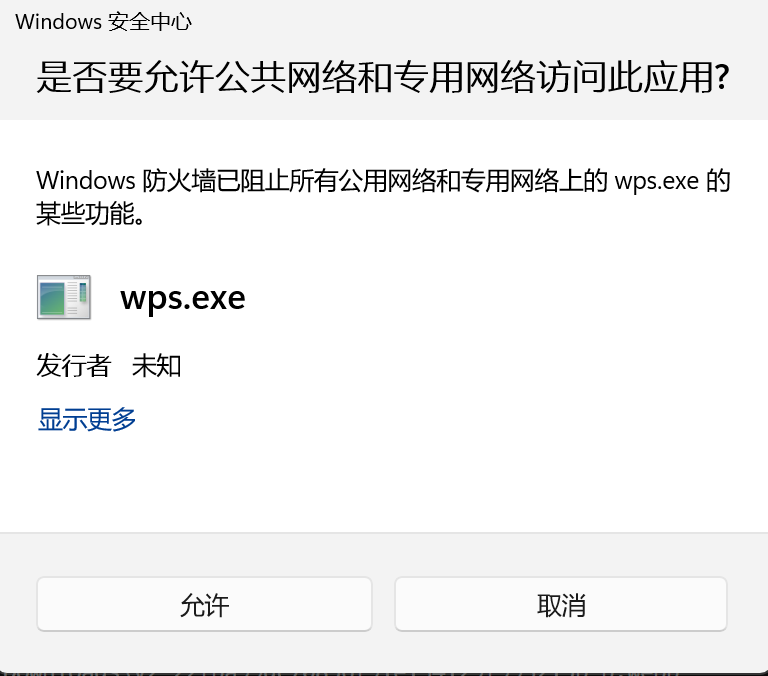 Windows 安全中心
是否要允许公共网络和专用网络访问此应用?
Windows 防火墙已阻止所有公用网络和专用网络上的 wps.exe 的
某些功能。
wps.exe
发行者 未知
显示更多
允许 取消